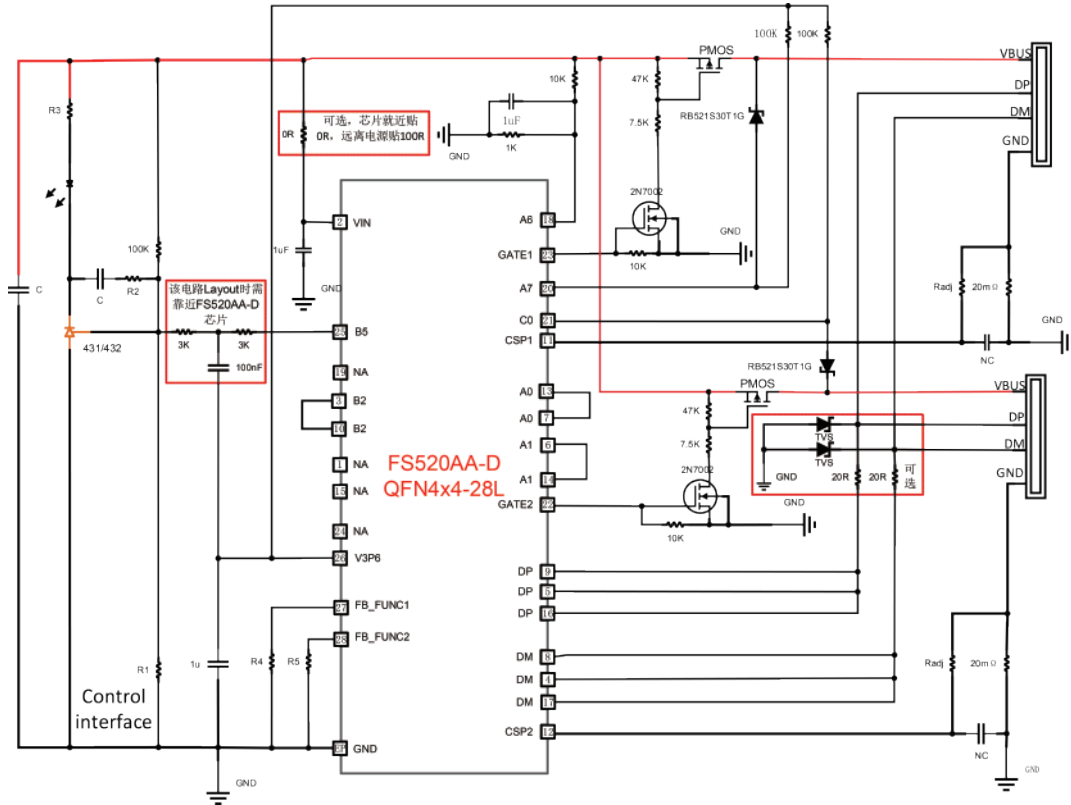 100K
100K
PMOS
VBUS
10K
47K
DP
R3
1uF
RB521S30T1G
可选，芯片就近贴
0R，远离电源贴100R
0R
7.5K
DM
GND
1K
GND
2N7002
2
VIN
A6
18
GND
100K
1uF
GATE1
23
10K
C
C
R2
GND
A7
20
Radj
20mΩ
该电路Layout时需
靠近FS520AA-D
芯片
C0
21
GND
25
B5
CSP1
11
3K
3K
431/432
NC
100nF
19
NA
RB521S30T1G
PMOS
VBUS
A0
13
3
B2
A0
7
47K
DP
10
B2
TVS
A1
6
7.5K
DM
TVS
1
NA
FS520AA-D
QFN4x4-28L
2N7002
GND
20R
20R
可
选
GND
A1
14
15
NA
GATE2
22
GND
24
NA
10K
26
V3P6
DP
9
DP
5
27
FB_FUNC1
DP
16
28
FB_FUNC2
DM
8
R1
1u
R4
R5
Radj
20mΩ
DM
4
Control
interface
DM
17
CSP2
12
EP
GND
NC
GND
GND